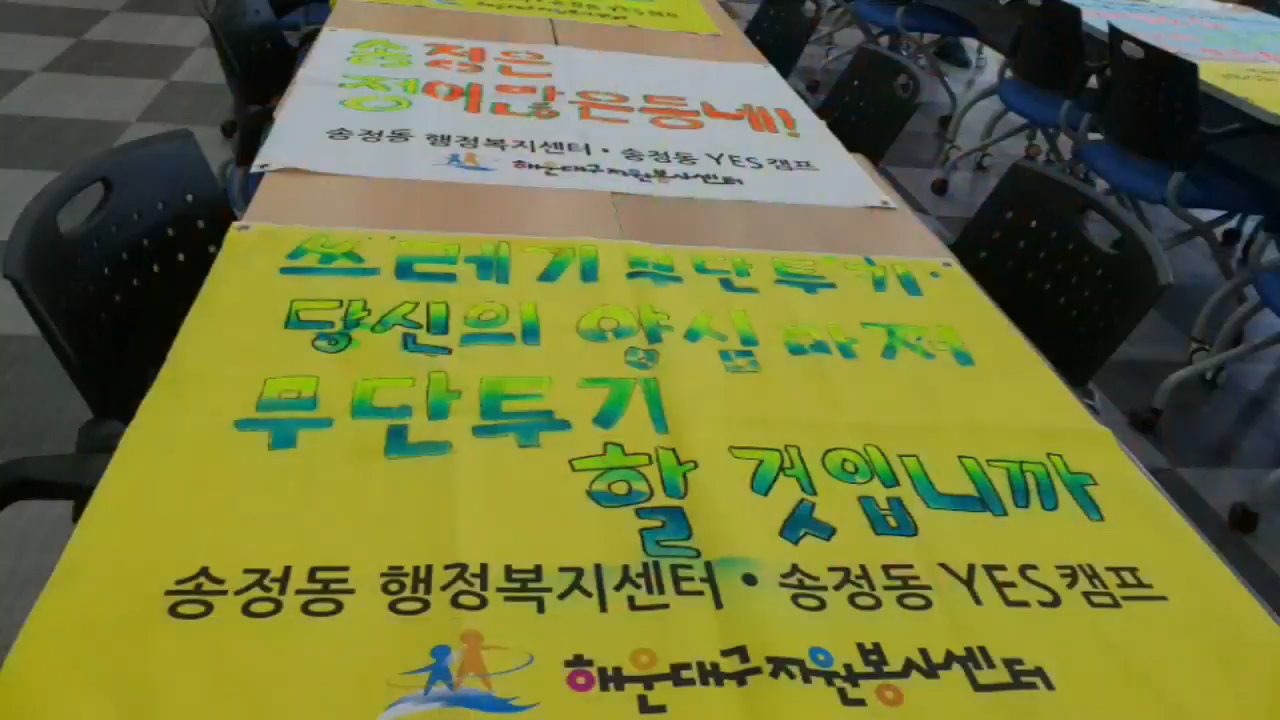 송정은
정이많은동네!
송정동 행정복지센터 · 송정동 YES캠프
해운대구자원봉사센터
쓰레기 무단투기
당신의 양심마저
무단투기
할 것입니까
송정동 행정복지센터 · 송정동 YES캠프
해운대구자원봉사센터